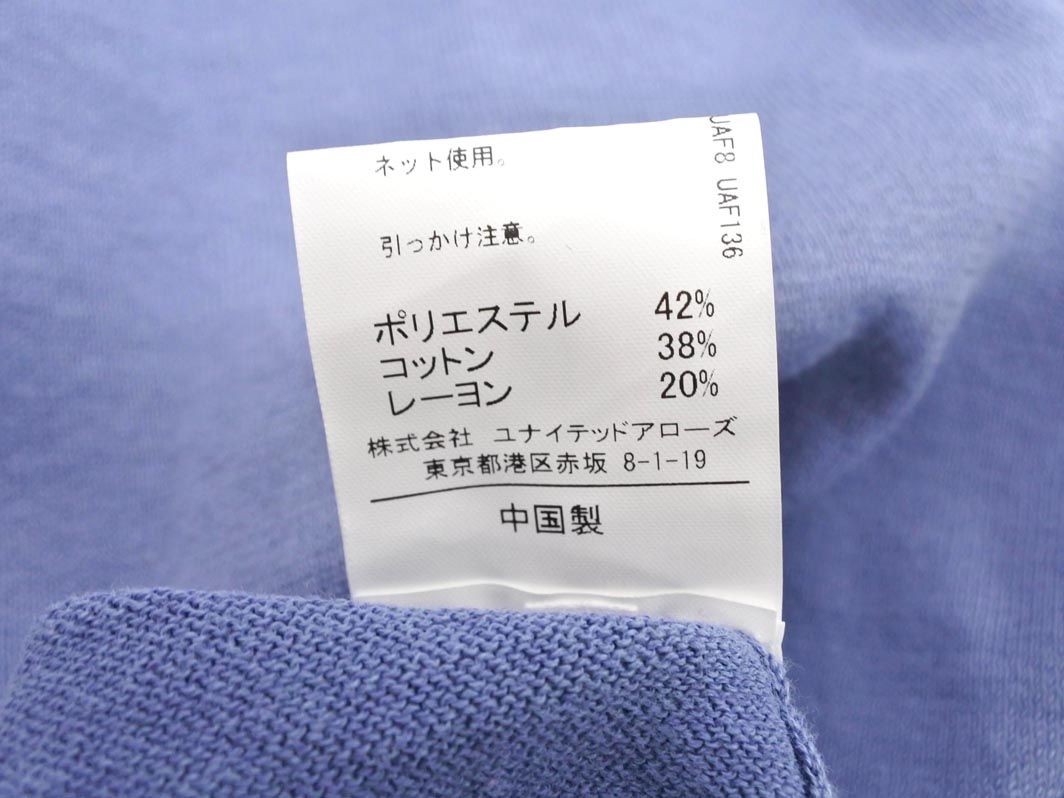 ネット使用。
引っかけ注意。
ポリエステル 42%
コットン 38%
レーヨン 20%
株式会社 ユナイテッドアローズ
東京都港区赤坂 8-1-19
中国製
UAF8 UAF136